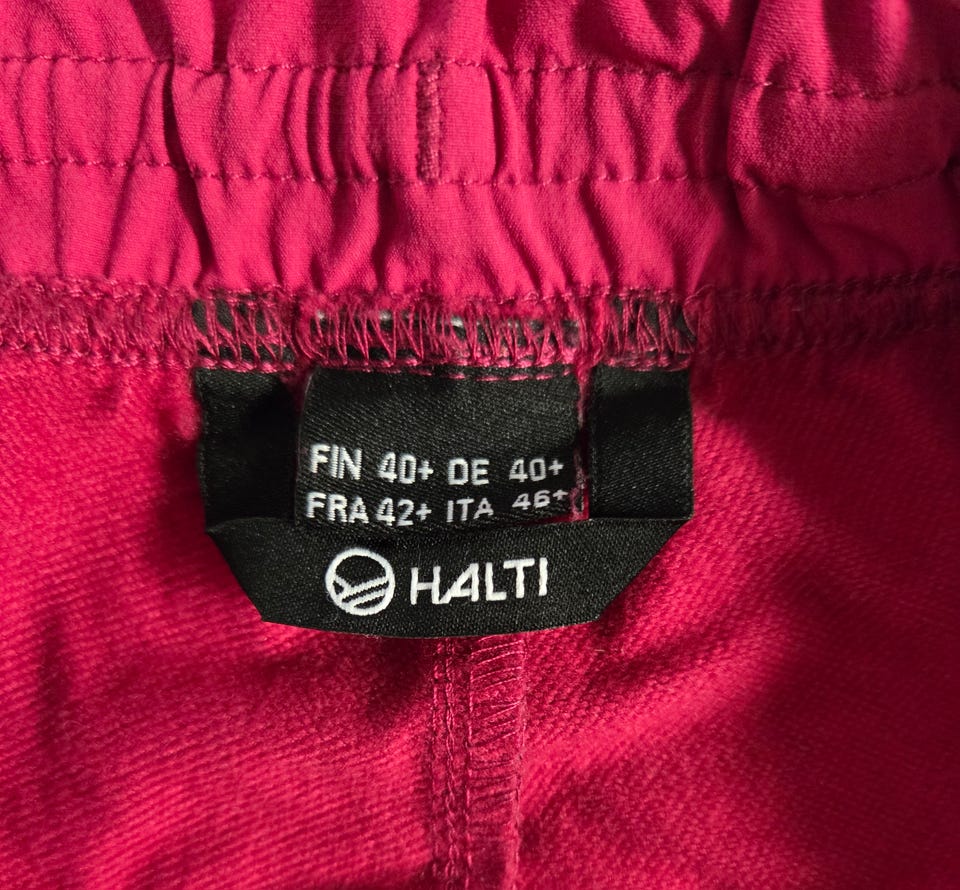 FIN 40+ DE 40+
FRA 42+ ITA 46+
HALTI